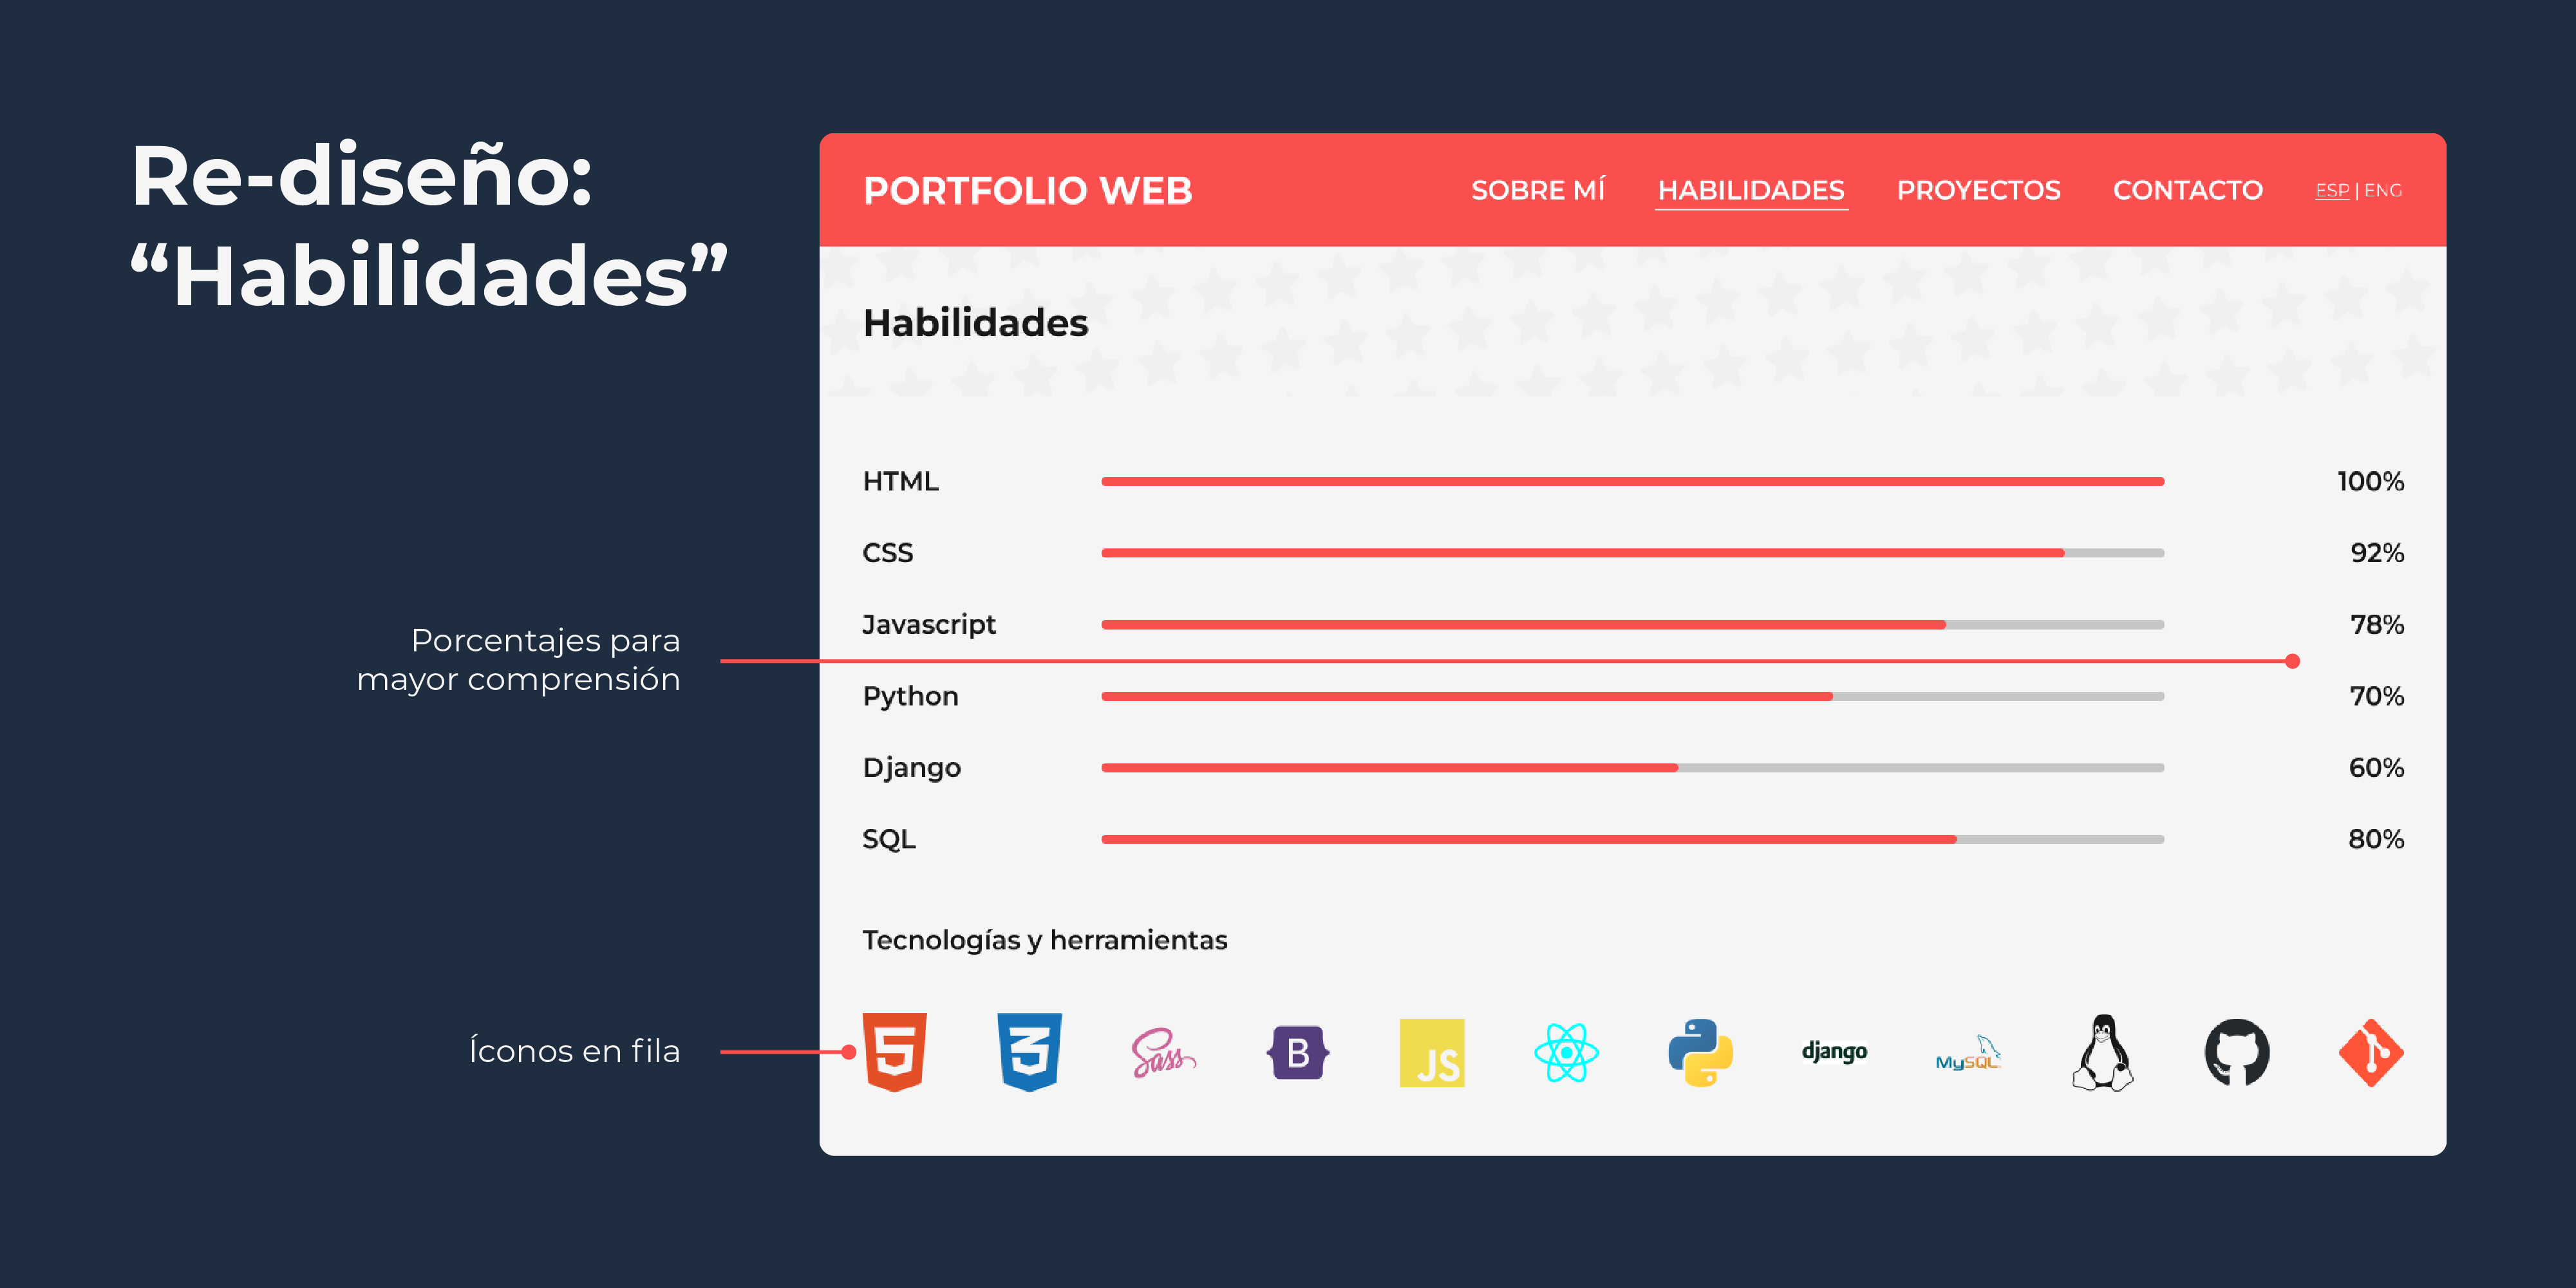 Re-diseño:
“Habilidades”
PORTFOLIO WEB
SOBRE MÍ
HABILIDADES
PROYECTOS
CONTACTO
ESP | ENG
Habilidades
HTML 100%
CSS 92%
Javascript 78%
Porcentajes para
mayor comprensión
Python 70%
Django 60%
SQL 80%
Tecnologías y herramientas
Íconos en fila
5
3
Sass
B
JS
django
MySQL